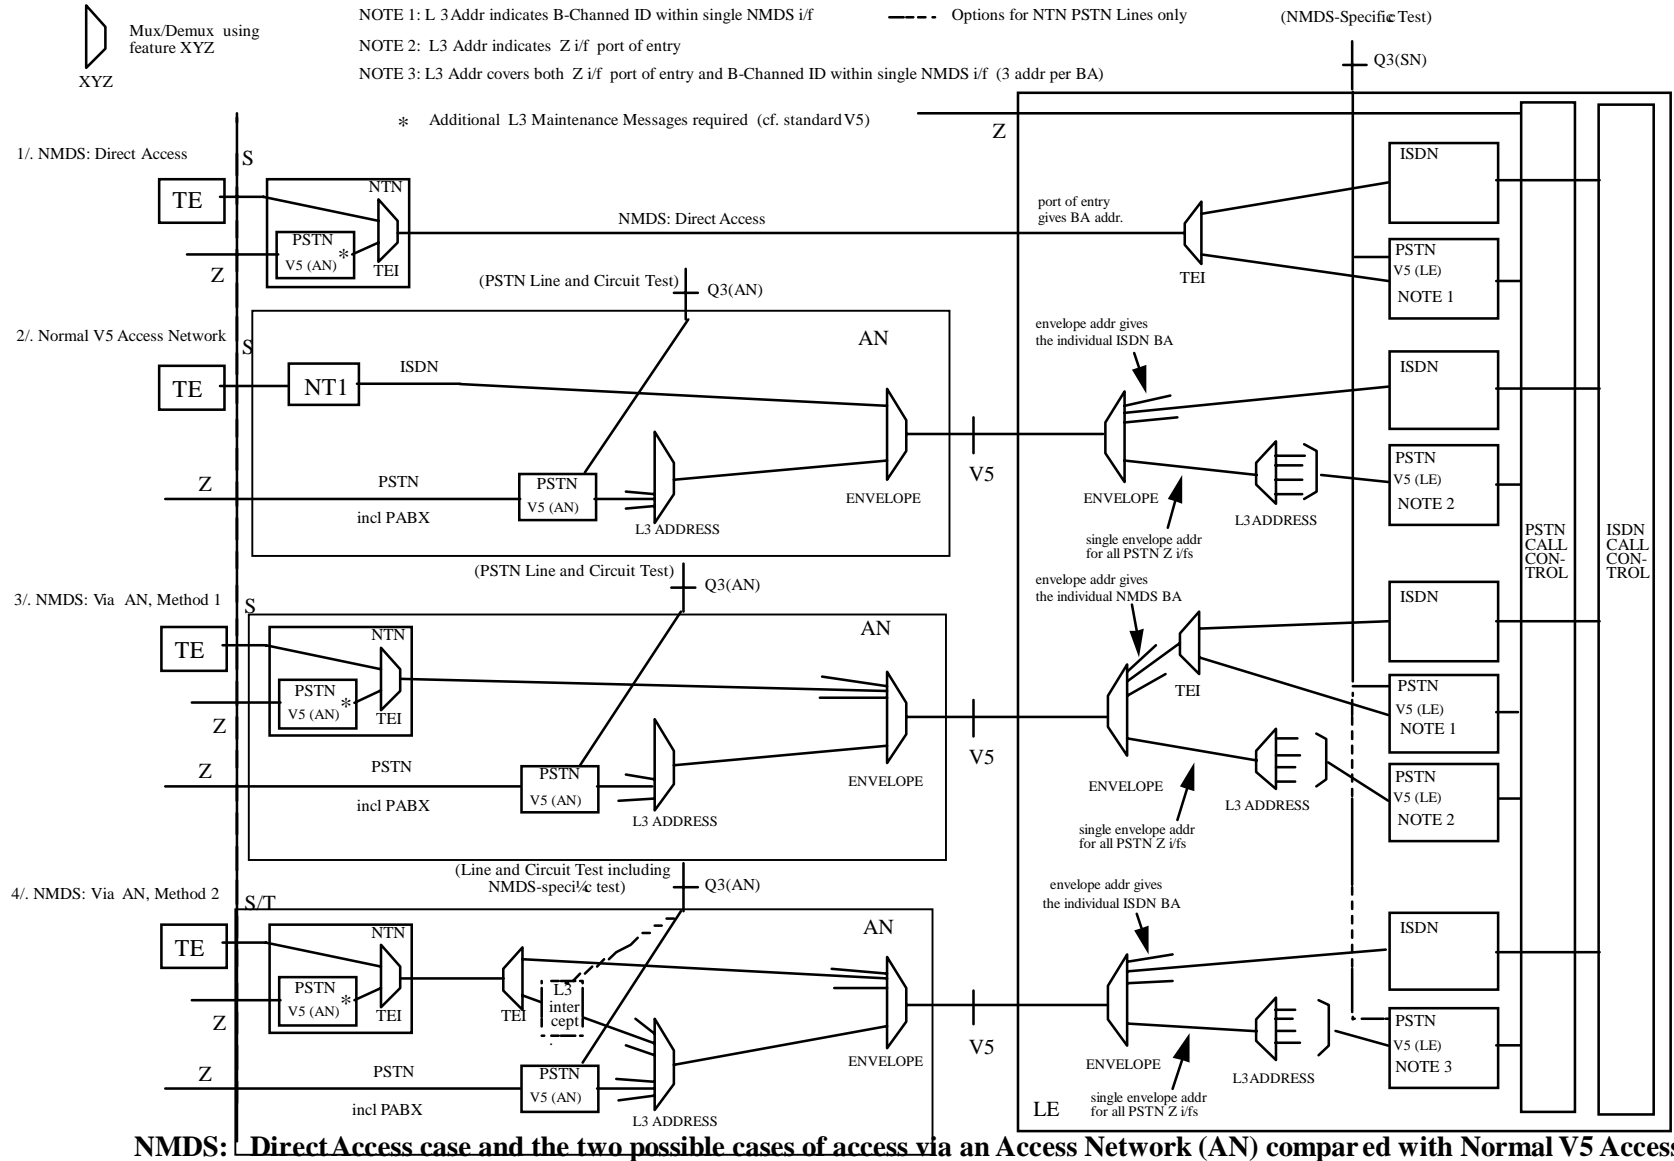 Mux/Demux using
feature XYZ
XYZ
NOTE 1: L 3 Addr indicates B-Channed ID within single NMDS i/f
NOTE 2: L3 Addr indicates Z i/f port of entry
NOTE 3: L3 Addr covers both Z i/f port of entry and B-Channed ID within single NMDS i/f (3 addr per BA)
* Additional L3 Maintenance Messages required (cf. standard V5)
Options for NTN PSTN Lines only
(NMDS-Specific Test)
Q3(SN)
Z
1/. NMDS: Direct Access
S
TE
NTN
PSTN
V5 (AN)
*
TEI
Z
NMDS: Direct Access
port of entry
gives BA addr.
TEI
ISDN
PSTN
V5 (LE)
NOTE 1
(PSTN Line and Circuit Test)
Q3(AN)
2/. Normal V5 Access Network
S
AN
TE
NT1
ISDN
Z
PSTN
incl PABX
PSTN
V5 (AN)
L3 ADDRESS
ENVELOPE
V5
envelope addr gives
the individual ISDN BA
ENVELOPE
single envelope addr
for all PSTN Z i/fs
L3ADDRESS
ISDN
PSTN
V5 (LE)
NOTE 2
PSTN
CALL
CON-
TROL
ISDN
CALL
CON-
TROL
(PSTN Line and Circuit Test)
Q3(AN)
3/. NMDS: Via AN, Method 1
S
AN
TE
NTN
PSTN
V5 (AN)
*
TEI
Z
Z
PSTN
incl PABX
PSTN
V5 (AN)
L3 ADDRESS
ENVELOPE
V5
envelope addr gives
the individual NMDS BA
TEI
ENVELOPE
single envelope addr
for all PSTN Z i/fs
L3 ADDRESS
ISDN
PSTN
V5 (LE)
NOTE 1
PSTN
V5 (LE)
NOTE 2
(Line and Circuit Test including
NMDS-speci¼c test)
Q3(AN)
4/. NMDS: Via AN, Method 2
S/T
AN
TE
NTN
PSTN
V5 (AN)
*
TEI
Z
TEI
L3
inter
cept
Z
PSTN
incl PABX
PSTN
V5 (AN)
L3 ADDRESS
ENVELOPE
V5
envelope addr gives
the individual ISDN BA
ENVELOPE
single envelope addr
for all PSTN Z i/fs
L3ADDRESS
ISDN
PSTN
V5 (LE)
NOTE 3
LE
NMDS: Direct Access case and the two possible cases of access via an Access Network (AN) compared with Normal V5 Access